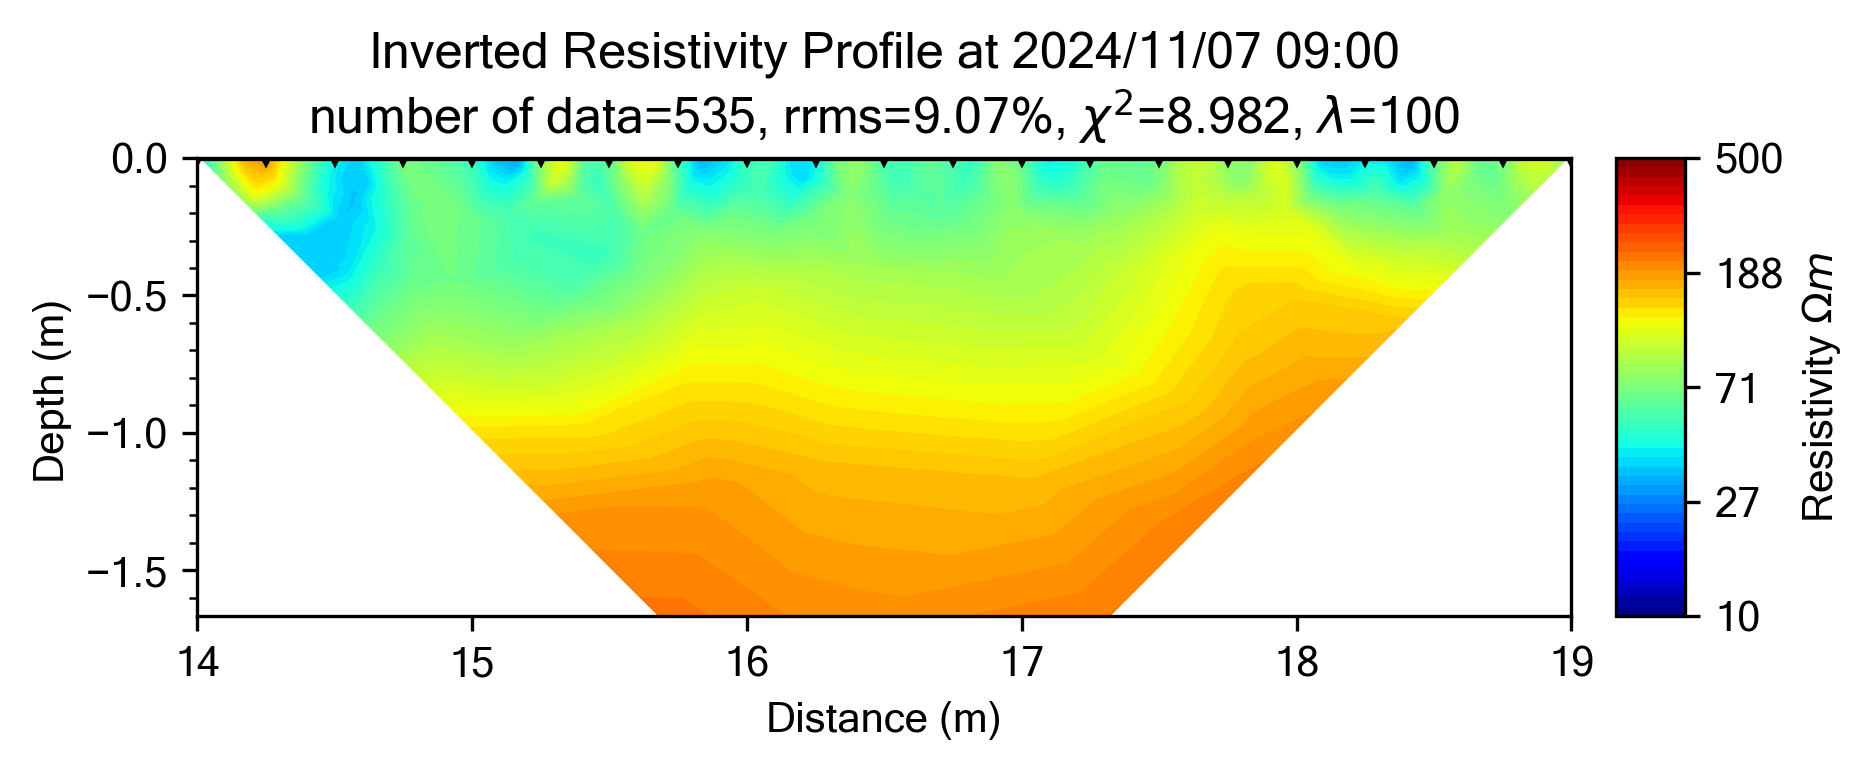 Inverted Resistivity Profile at 2024/11/07 09:00
number of data=535, rrms=9.07%, χ²=8.982, λ=100
0.0
−0.5
−1.0
−1.5
Depth (m)
14 15 16 17 18 19
Distance (m)
500
188
71
27
10
Resistivity Ωm